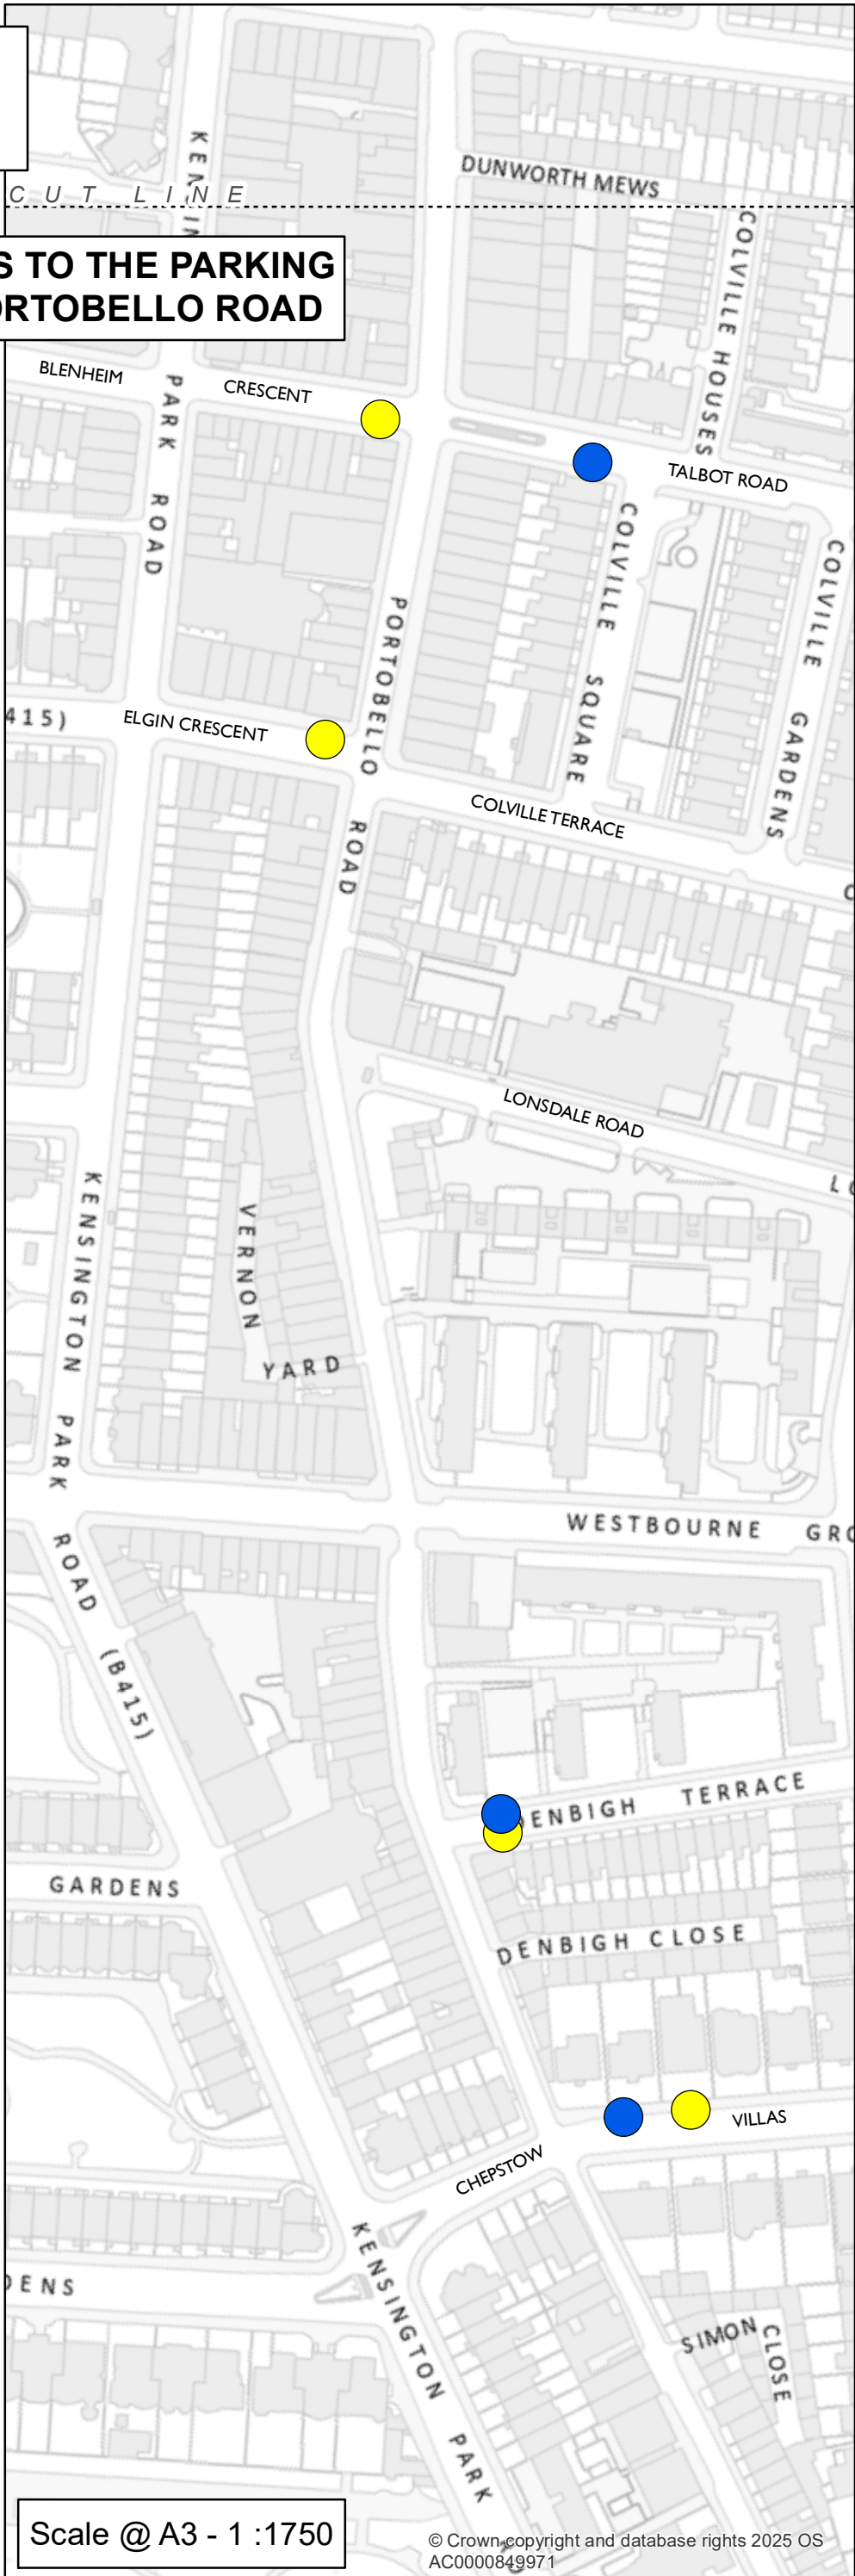 DUNWORTH MEWS
CUT LINE
S TO THE PARKING
ORTOBELLO ROAD
COLVILLE HOUSES
BLENHEIM
CRESCENT
PARK ROAD
TALBOT ROAD
COLVILLE SQUARE
COLVILLE GARDENS
PORTOBELLO ROAD
415)
ELGIN CRESCENT
COLVILLE TERRACE
LONSDALE ROAD
KENSINGTON PARK ROAD (B415)
VERNON YARD
WESTBOURNE GRO
DENBIGH TERRACE
GARDENS
DENBIGH CLOSE
VILLAS
CHEPSTOW
KENSINGTON PARK
DENS
SIMON CLOSE
Scale @ A3 - 1 :1750
© Crown copyright and database rights 2025 OS
AC0000849971